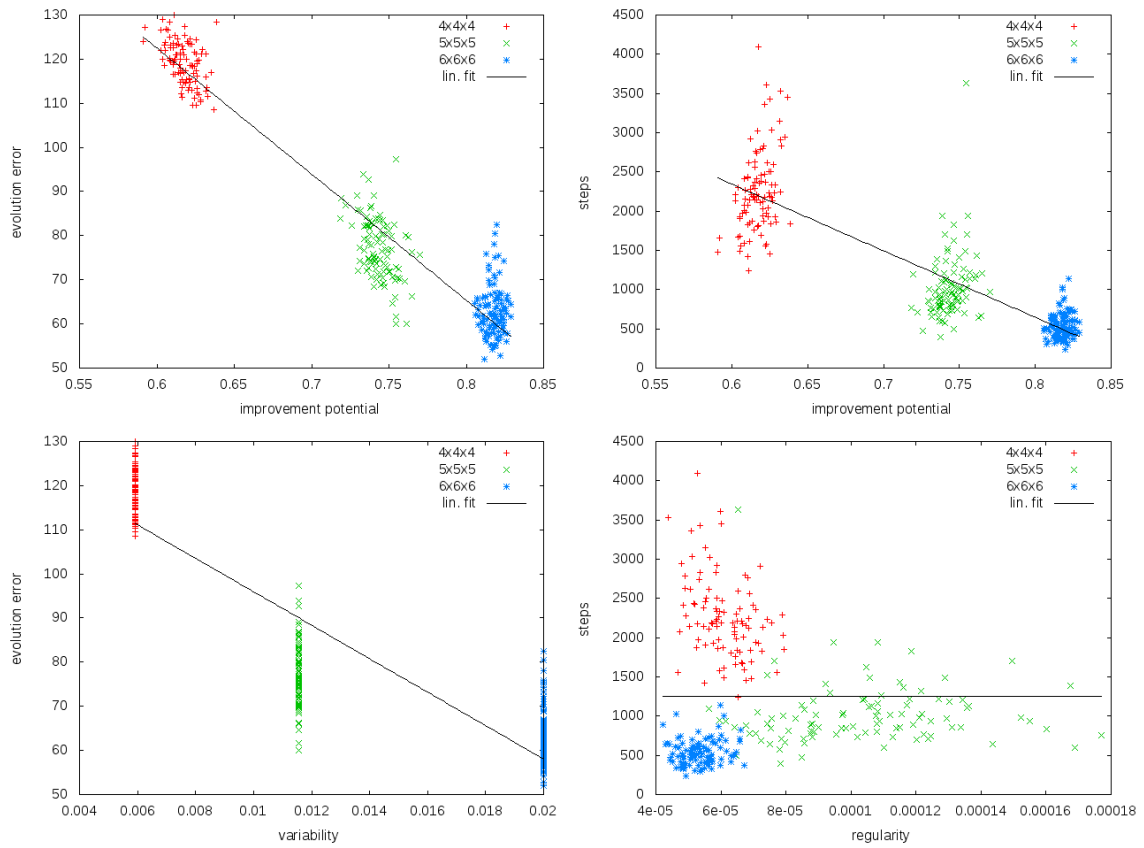 130
120
110
100
90
80
70
60
50
evolution error
0.55
0.6
0.65
0.7
0.75
0.8
0.85
improvement potential
4x4x4
5x5x5
6x6x6
lin. fit
4500
4000
3500
3000
2500
2000
1500
1000
500
0
steps
0.55
0.6
0.65
0.7
0.75
0.8
0.85
improvement potential
4x4x4
5x5x5
6x6x6
lin. fit
130
120
110
100
90
80
70
60
50
evolution error
0.004
0.006
0.008
0.01
0.012
0.014
0.016
0.018
0.02
variability
4x4x4
5x5x5
6x6x6
lin. fit
4500
4000
3500
3000
2500
2000
1500
1000
500
0
steps
4e-05
6e-05
8e-05
0.0001
0.00012
0.00014
0.00016
0.00018
regularity
4x4x4
5x5x5
6x6x6
lin. fit